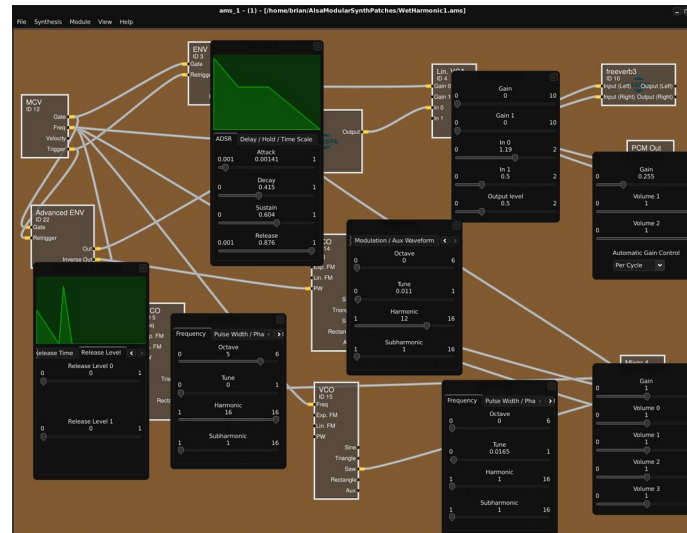 ams_1 - (1) - [/home/brian/AlsaModularSynthPatches/WetHarmonic1.ams]
File Synthesis Module View Help
MCV
ID 12
Gate
Freq
Velocity
Trigger
ENV
ID 3
Gate
Retrigger
ADSR Delay / Hold / Time Scale
Attack
0.001 0.00141 1
Decay
0 0.415 1
Sustain
0 0.604 1
Release
0.001 0.876 1
Output
Lin. VCA
ID 4
Gain 0
Gain 1
In 0
In 1
Gain
0 0 10
Gain 1
0 0 10
In 0
0 1.19 2
In 1
0 0.5 2
Output level
0 0.5 2
freeverb3
ID 10
Input (Left) Output (Left)
Input (Right) Output (Right)
PCM Out
Gain
0 0.255
Volume 1
0 1
Volume 2
0 1
Automatic Gain Control
Per Cycle
Advanced ENV
ID 22
Gate
Retrigger
Out
Inverse Out
Release Time Release Level
Release Level 0
0 0 1
Release Level 1
0 0 1
VCO
ID 14
Exp. FM
Lin. FM
PW
Modulation / Aux Waveform
Octave
0 0 6
Tune
0 0.011 1
Harmonic
1 12 16
Subharmonic
1 1 16
Frequency Pulse Width / Pha
Octave
0 5 6
Tune
0 0 1
Harmonic
1 16 16
Subharmonic
1 1 16
VCO
ID 15
Freq
Exp. FM
Lin. FM
PW
Sine
Triangle
Saw
Rectangle
Aux
Frequency Pulse Width / Pha
Octave
0 0 6
Tune
0 0.0165 1
Harmonic
1 1 16
Subharmonic
1 1 16
Gain
0 1
Volume 0
0 1
Volume 1
0 1
Volume 2
0 1
Volume 3
0 1